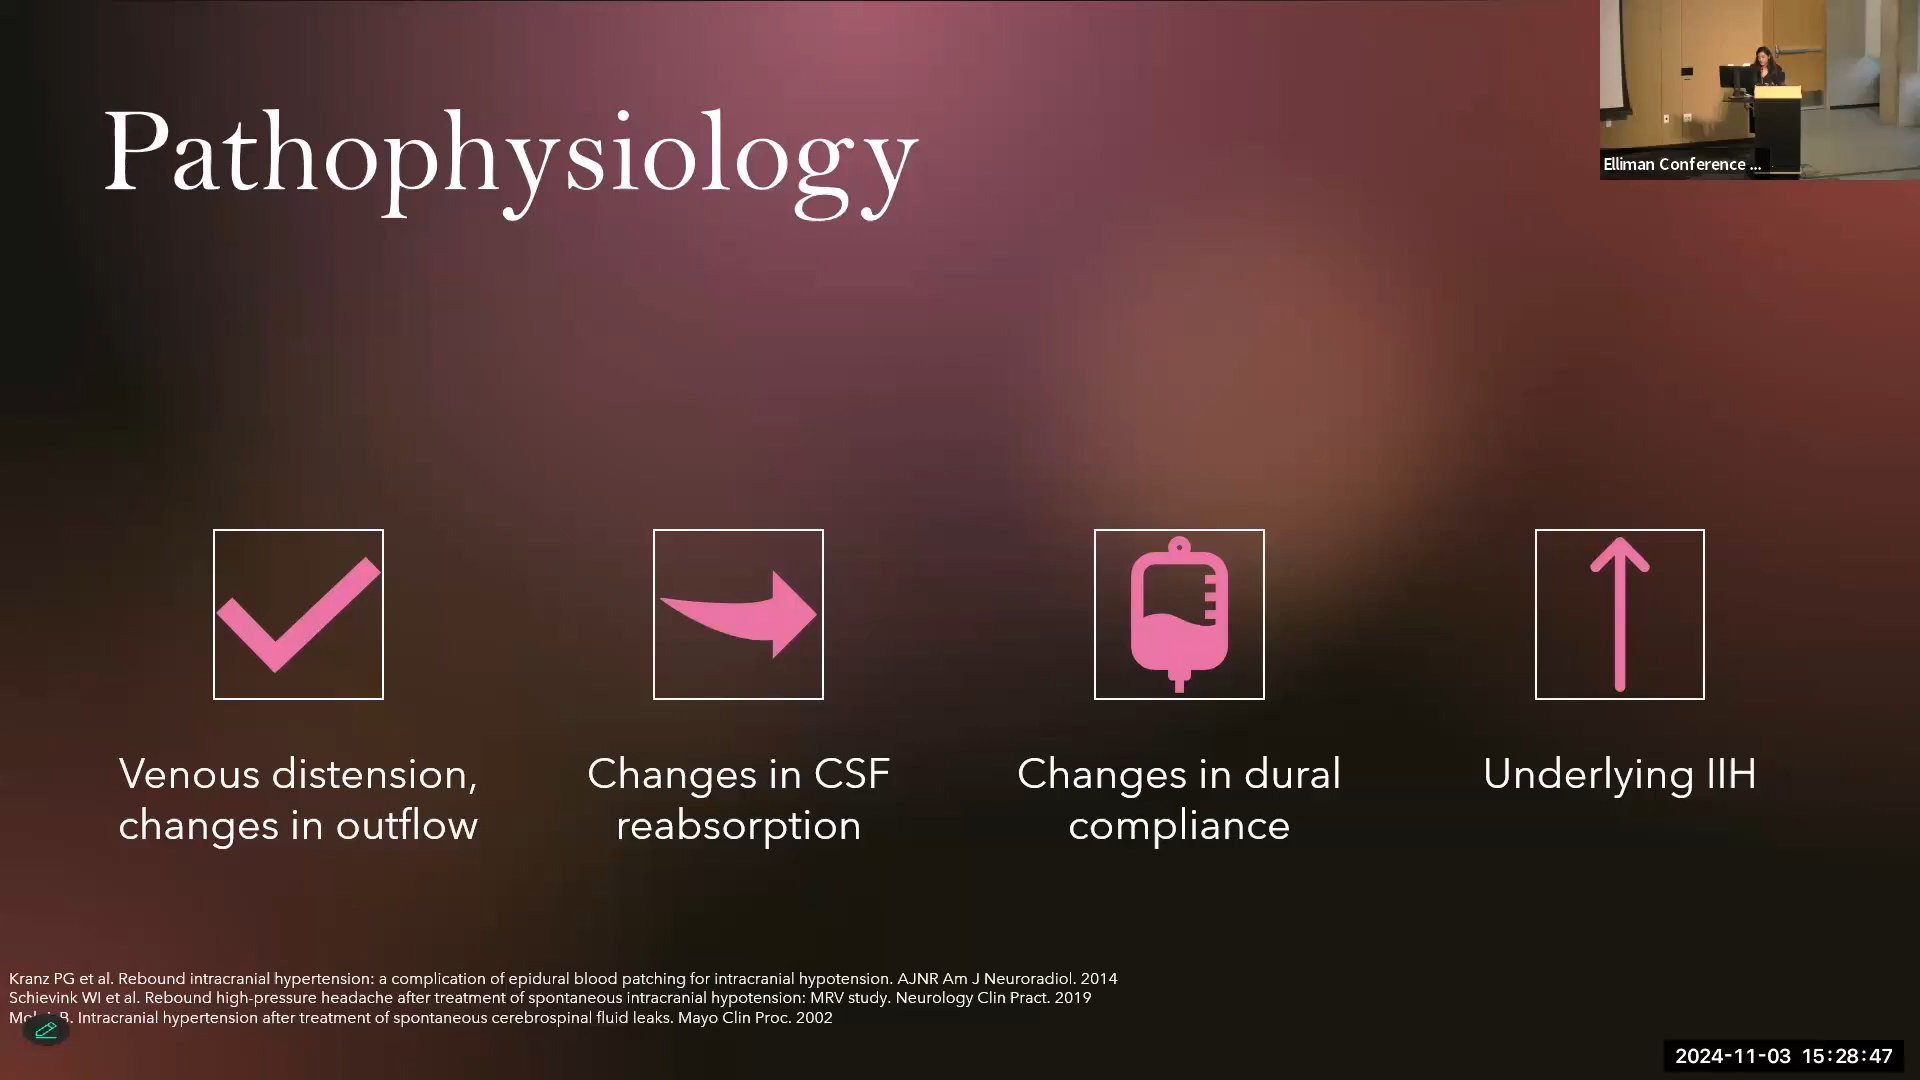 Pathophysiology
Elliman Conference ...
Venous distension,
changes in outflow
Changes in CSF
reabsorption
Changes in dural
compliance
Underlying IIH
Kranz PG et al. Rebound intracranial hypertension: a complication of epidural blood patching for intracranial hypotension. AJNR Am J Neuroradiol. 2014
Schievink WI et al. Rebound high-pressure headache after treatment of spontaneous intracranial hypotension: MRV study. Neurology Clin Pract. 2019
B. Intracranial hypertension after treatment of spontaneous cerebrospinal fluid leaks. Mayo Clin Proc. 2002
2024-11-03 15:28:47